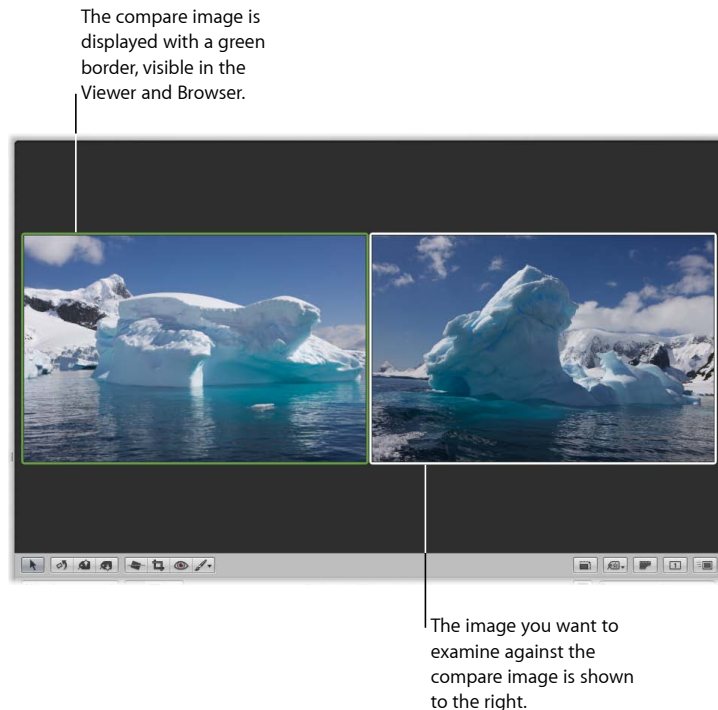 The compare image is
displayed with a green
border, visible in the
Viewer and Browser.
1
The image you want to
examine against the
compare image is shown
to the right.